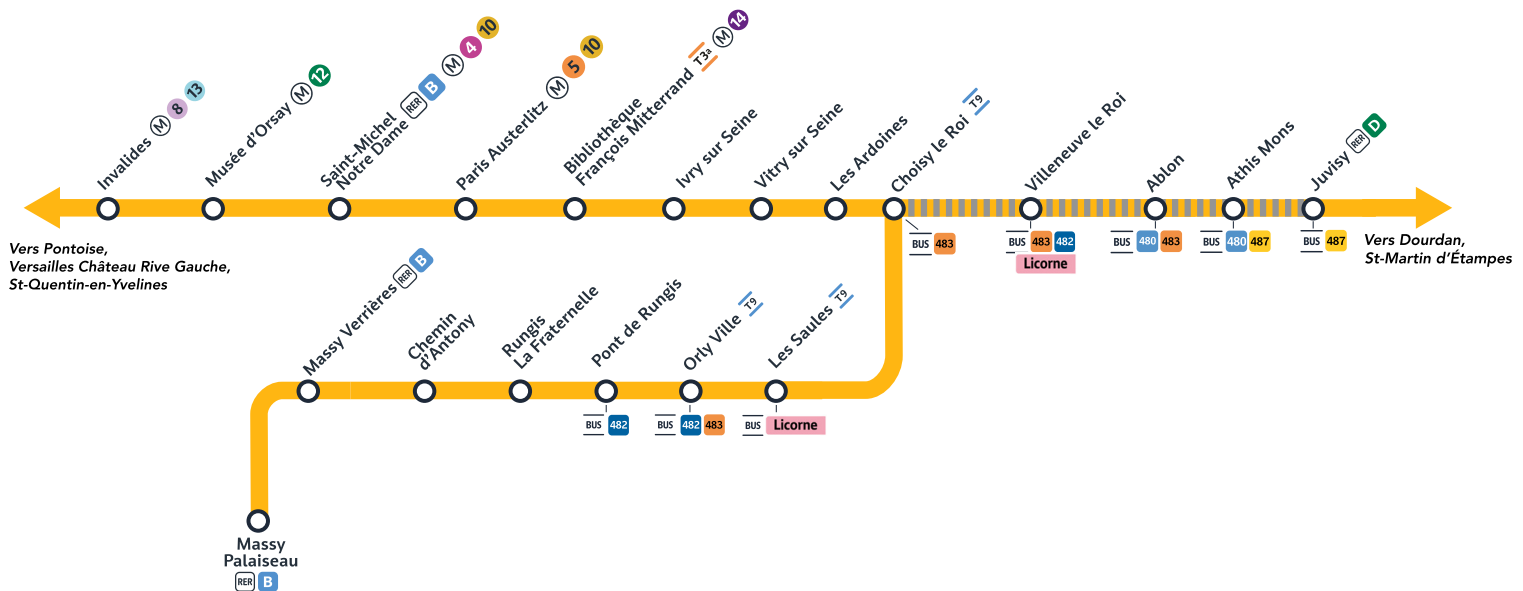 Invalides M 8 13
Musée d'Orsay M 12
Saint-Michel
Notre Dame RER B M 4 10
Paris Austerlitz M 5 10
Bibliothèque
François Mitterrand T3a M 14
Ivry sur Seine
Vitry sur Seine
Les Ardoines
Choisy le Roi T9
Villeneuve le Roi
Ablon
Athis Mons
Juvisy RER D
BUS 483
BUS 483 482
Licorne
BUS 480 483
BUS 480 487
BUS 487
Vers Pontoise,
Versailles Château Rive Gauche,
St-Quentin-en-Yvelines
Vers Dourdan,
St-Martin d'Étampes
Massy Verrières RER B
Chemin
d'Antony
Rungis
La Fraternelle
Pont de Rungis
Orly Ville T9
Les Saules T9
BUS 482
BUS 482 483
BUS Licorne
Massy
Palaiseau
RER B